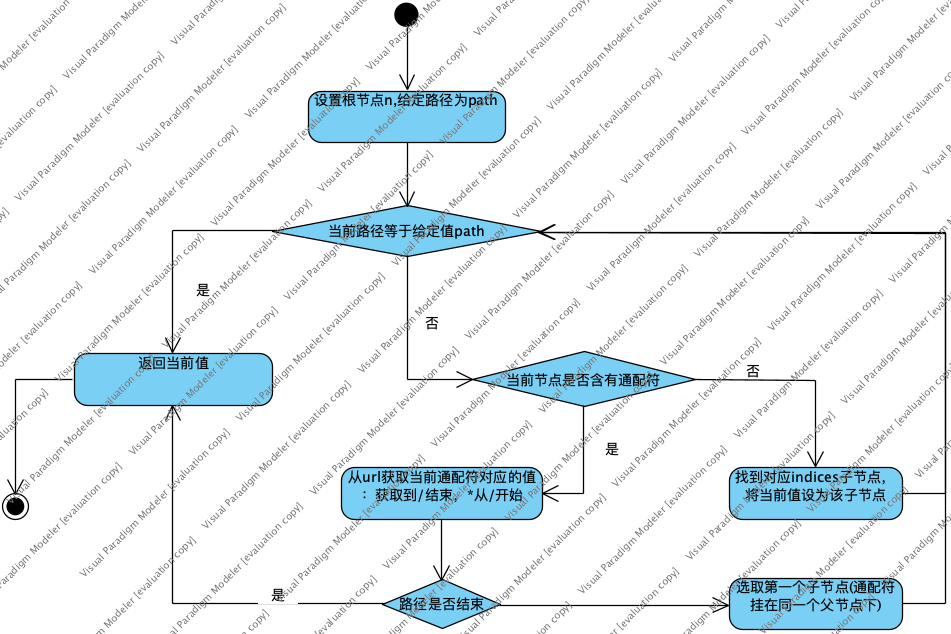 设置根节点n,给定路径为path
当前路径等于给定值path
是
否
返回当前值
当前节点是否含有通配符
否
是
从url获取当前通配符对应的值
：获取到/结束，*从/开始
找到对应indices子节点，
将当前值设为该子节点
路径是否结束
是
选取第一个子节点(通配符
挂在同一个父节点下)
Visual Paradigm Modeler [evaluation copy]